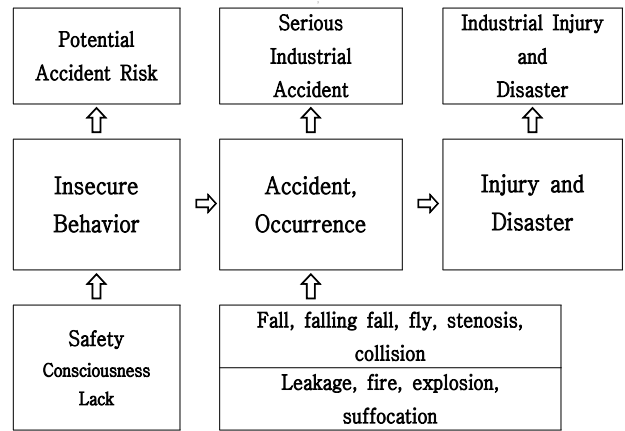 Potential
Accident Risk
Serious
Industrial
Accident
Industrial Injury
and
Disaster
Insecure
Behavior
Accident,
Occurrence
Injury and
Disaster
Safety
Consciousness
Lack
Fall, falling fall, fly, stenosis,
collision
Leakage, fire, explosion,
suffocation